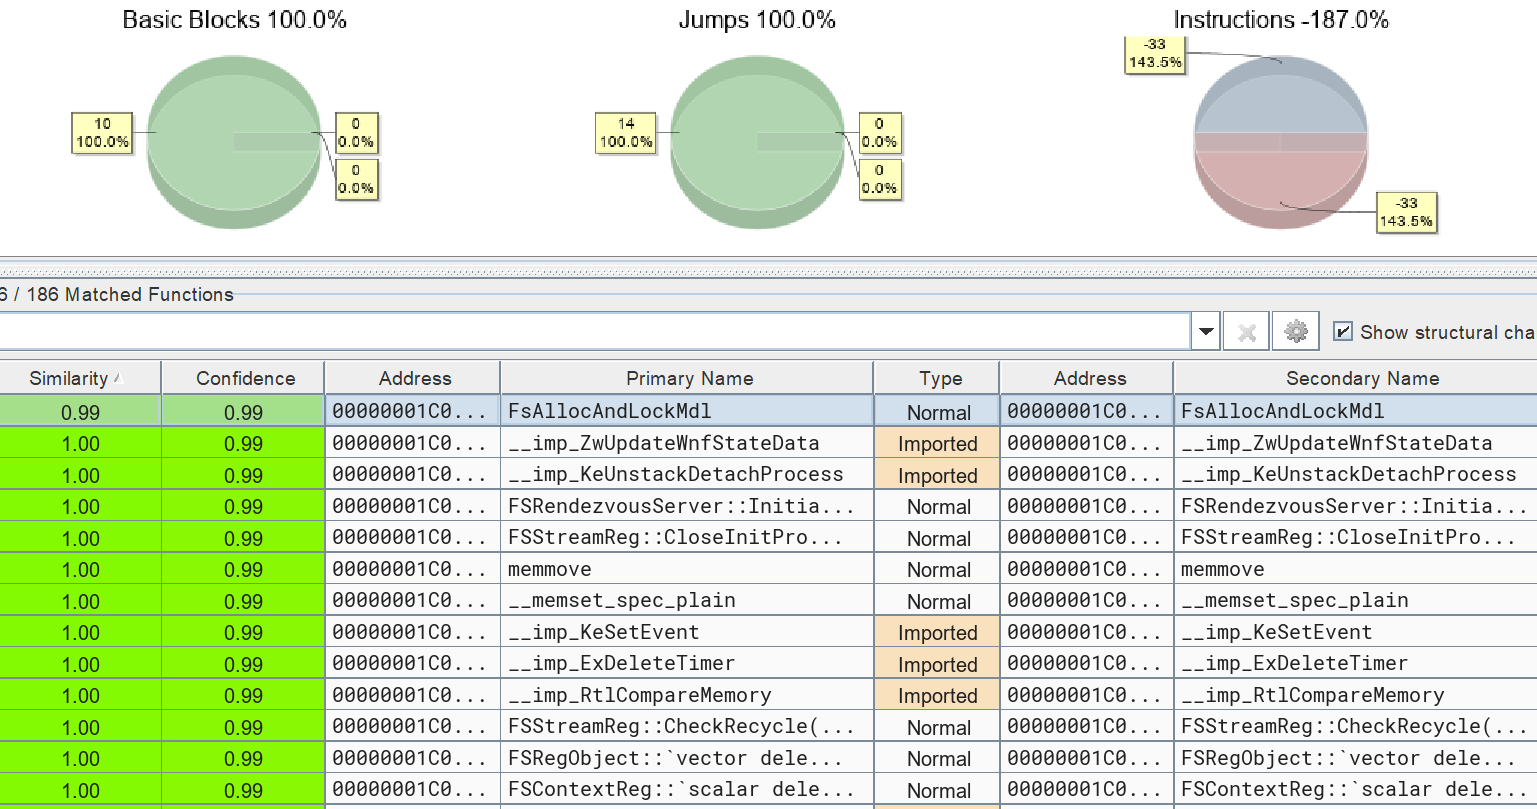 Basic Blocks 100.0% Jumps 100.0% Instructions -187.0%
-33
143.5%
10
100.0%
0
0.0%
0
0.0%
14
100.0%
0
0.0%
0
0.0%
-33
143.5%
6 / 186 Matched Functions
Show structural cha
Similarity Confidence Address Primary Name Type Address Secondary Name
0.99 0.99 00000001C0... FsAllocAndLockMdl Normal 00000001C0... FsAllocAndLockMdl
1.00 0.99 00000001C0... __imp_ZwUpdateWnfStateData Imported 00000001C0... __imp_ZwUpdateWnfStateData
1.00 0.99 00000001C0... __imp_KeUnstackDetachProcess Imported 00000001C0... __imp_KeUnstackDetachProcess
1.00 0.99 00000001C0... FSRendezvousServer::Initia... Normal 00000001C0... FSRendezvousServer::Initia...
1.00 0.99 00000001C0... FSStreamReg::CloseInitPro... Normal 00000001C0... FSStreamReg::CloseInitPro...
1.00 0.99 00000001C0... memmove Normal 00000001C0... memmove
1.00 0.99 00000001C0... __memset_spec_plain Normal 00000001C0... __memset_spec_plain
1.00 0.99 00000001C0... __imp_KeSetEvent Imported 00000001C0... __imp_KeSetEvent
1.00 0.99 00000001C0... __imp_ExDeleteTimer Imported 00000001C0... __imp_ExDeleteTimer
1.00 0.99 00000001C0... __imp_RtlCompareMemory Imported 00000001C0... __imp_RtlCompareMemory
1.00 0.99 00000001C0... FSStreamReg::CheckRecycle(... Normal 00000001C0... FSStreamReg::CheckRecycle(...
1.00 0.99 00000001C0... FSRegObject::`vector dele... Normal 00000001C0... FSRegObject::`vector dele...
1.00 0.99 00000001C0... FSContextReg::`scalar dele... Normal 00000001C0... FSContextReg::`scalar dele...